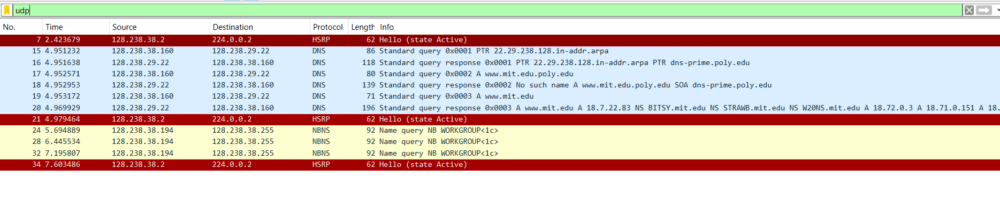 udp
No. Time Source Destination Protocol Length Info
7 2.423679 128.238.38.2 224.0.0.2 HSRP 62 Hello (state Active)
15 4.951232 128.238.38.160 128.238.29.22 DNS 86 Standard query 0x0001 PTR 22.29.238.128.in-addr.arpa
16 4.951638 128.238.29.22 128.238.38.160 DNS 118 Standard query response 0x0001 PTR 22.29.238.128.in-addr.arpa PTR dns-prime.poly.edu
17 4.952571 128.238.38.160 128.238.29.22 DNS 80 Standard query 0x0002 A www.mit.edu.poly.edu
18 4.952953 128.238.29.22 128.238.38.160 DNS 139 Standard query response 0x0002 No such name A www.mit.edu.poly.edu SOA dns-prime.poly.edu
19 4.953172 128.238.38.160 128.238.29.22 DNS 71 Standard query 0x0003 A www.mit.edu
20 4.969929 128.238.29.22 128.238.38.160 DNS 196 Standard query response 0x0003 A www.mit.edu A 18.7.22.83 NS BITSY.mit.edu NS STRAWB.mit.edu NS W20NS.mit.edu A 18.72.0.3 A 18.71.0.151 A 18.
21 4.979464 128.238.38.2 224.0.0.2 HSRP 62 Hello (state Active)
24 5.694889 128.238.38.194 128.238.38.255 NBNS 92 Name query NB WORKGROUP<1c>
28 6.445534 128.238.38.194 128.238.38.255 NBNS 92 Name query NB WORKGROUP<1c>
32 7.195807 128.238.38.194 128.238.38.255 NBNS 92 Name query NB WORKGROUP<1c>
34 7.603486 128.238.38.2 224.0.0.2 HSRP 62 Hello (state Active)